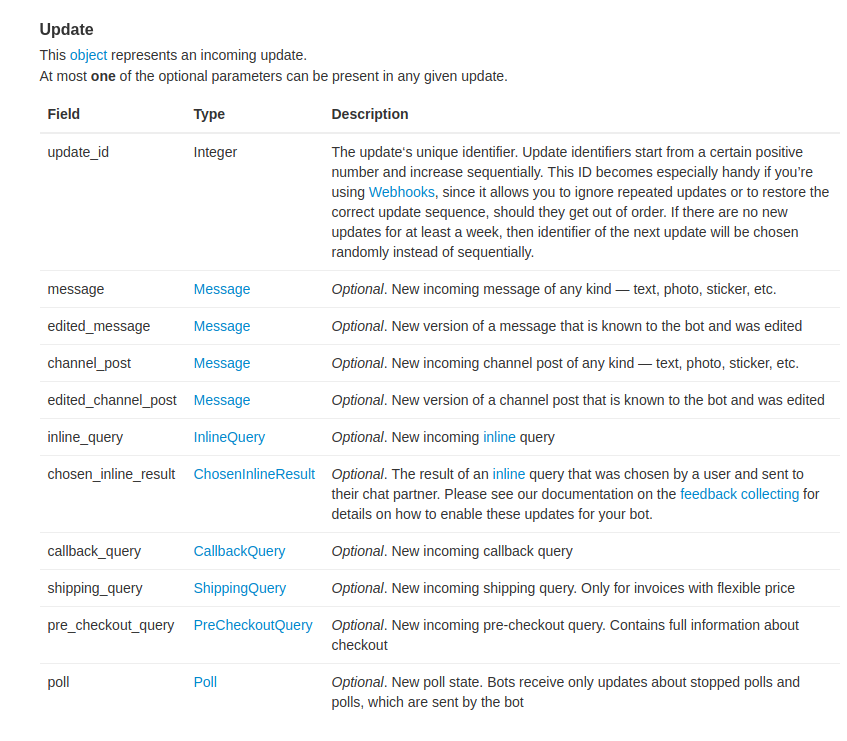 Update
This object represents an incoming update.
At most one of the optional parameters can be present in any given update.
Field Type Description
update_id Integer The update‘s unique identifier. Update identifiers start from a certain positive
number and increase sequentially. This ID becomes especially handy if you’re
using Webhooks, since it allows you to ignore repeated updates or to restore the
correct update sequence, should they get out of order. If there are no new
updates for at least a week, then identifier of the next update will be chosen
randomly instead of sequentially.
message Message Optional. New incoming message of any kind — text, photo, sticker, etc.
edited_message Message Optional. New version of a message that is known to the bot and was edited
channel_post Message Optional. New incoming channel post of any kind — text, photo, sticker, etc.
edited_channel_post Message Optional. New version of a channel post that is known to the bot and was edited
inline_query InlineQuery Optional. New incoming inline query
chosen_inline_result ChosenInlineResult Optional. The result of an inline query that was chosen by a user and sent to
their chat partner. Please see our documentation on the feedback collecting for
details on how to enable these updates for your bot.
callback_query CallbackQuery Optional. New incoming callback query
shipping_query ShippingQuery Optional. New incoming shipping query. Only for invoices with flexible price
pre_checkout_query PreCheckoutQuery Optional. New incoming pre-checkout query. Contains full information about
checkout
poll Poll Optional. New poll state. Bots receive only updates about stopped polls and
polls, which are sent by the bot